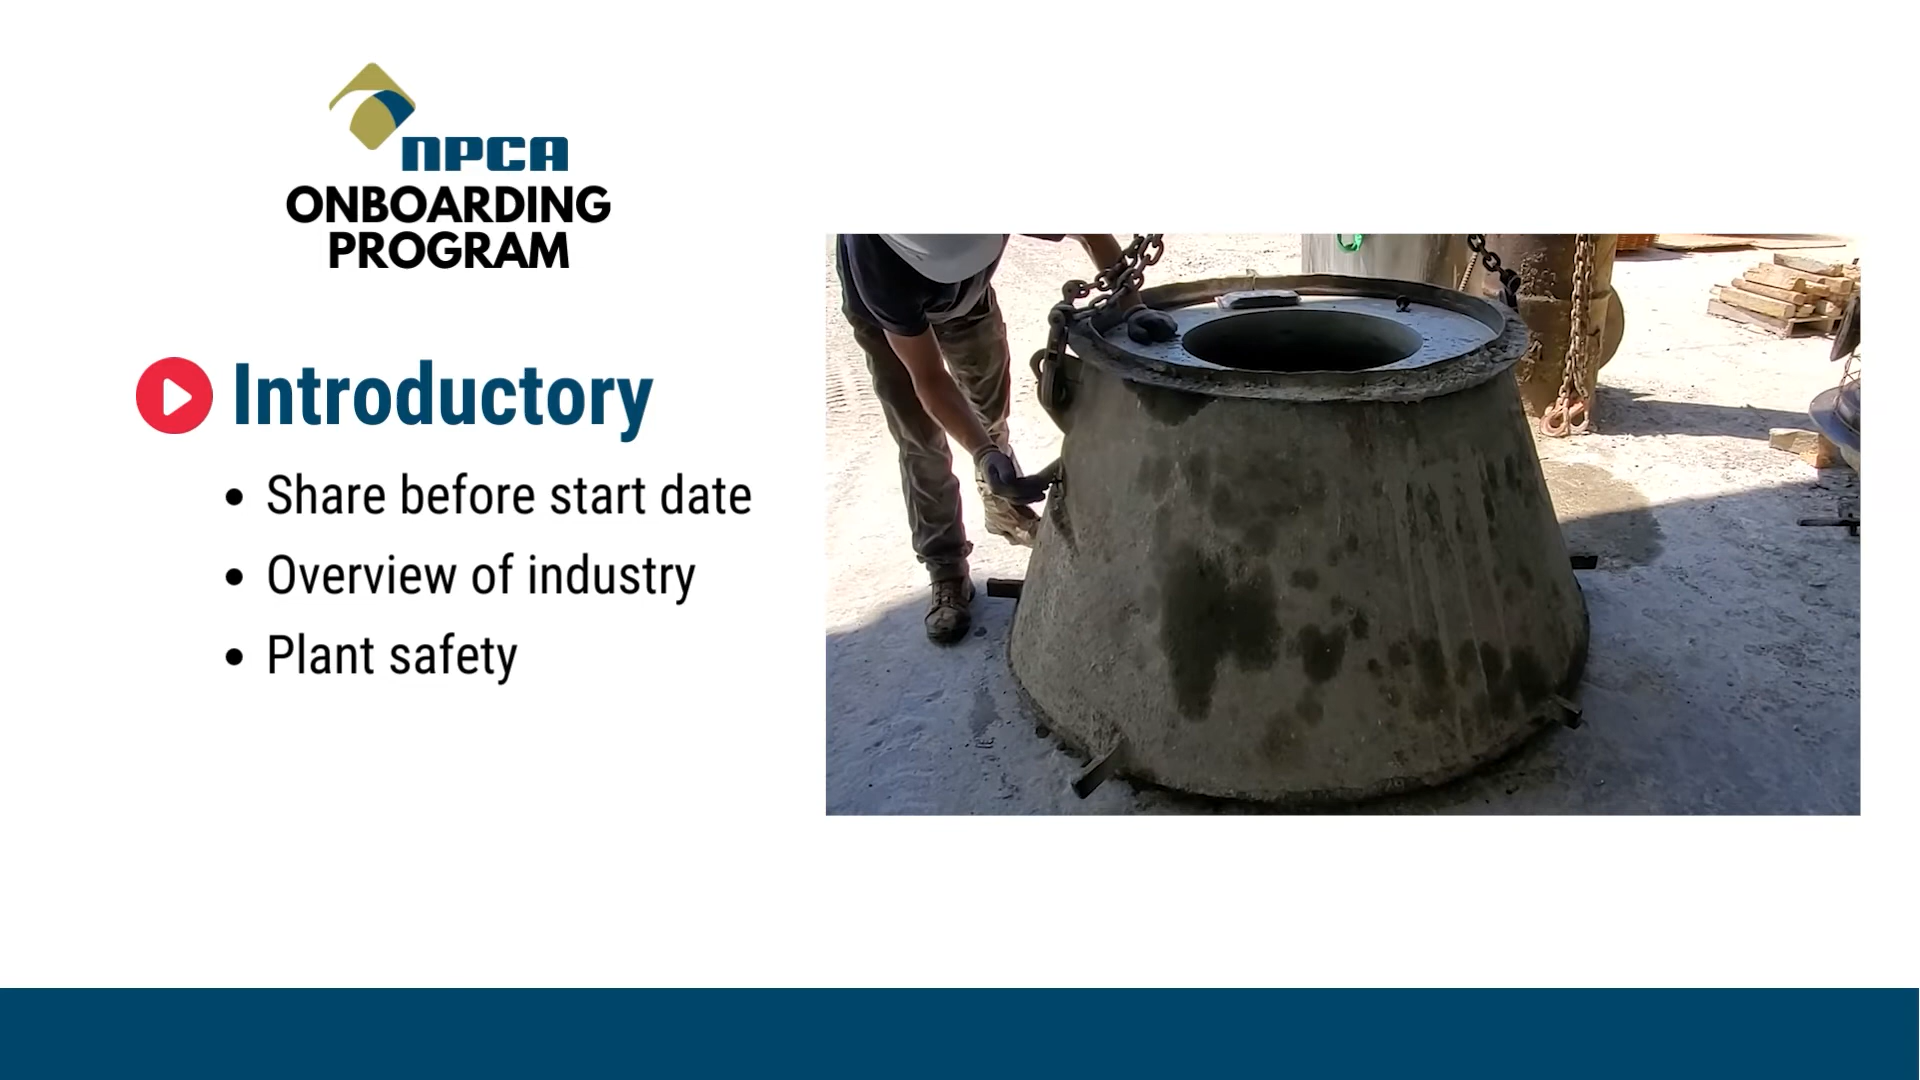 NPCA
ONBOARDING
PROGRAM
Introductory
• Share before start date
• Overview of industry
• Plant safety